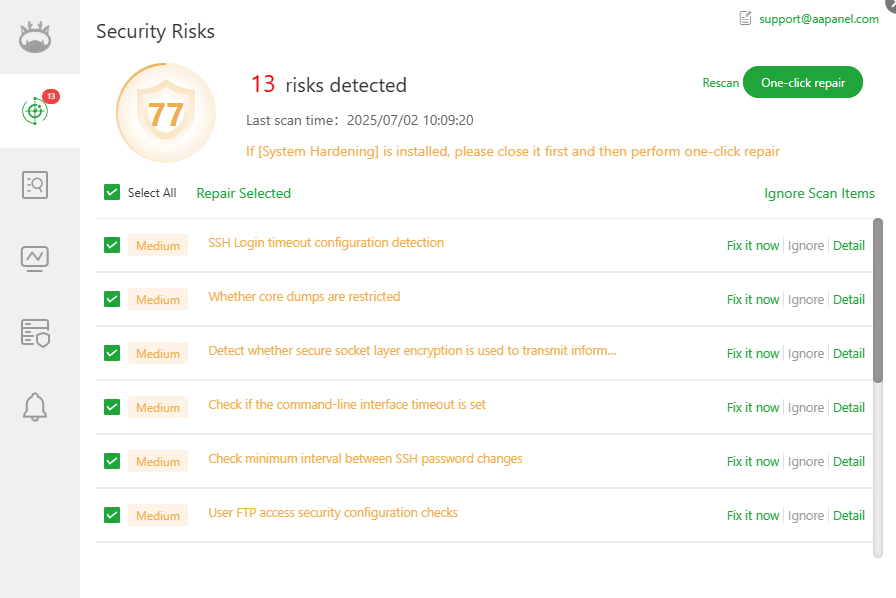 support@aapanel.com
Security Risks
13
77
13 risks detected
Rescan
One-click repair
Last scan time： 2025/07/02 10:09:20
If [System Hardening] is installed, please close it first and then perform one-click repair
Select All
Repair Selected
Ignore Scan Items
Medium SSH Login timeout configuration detection Fix it now Ignore Detail
Medium Whether core dumps are restricted Fix it now Ignore Detail
Medium Detect whether secure socket layer encryption is used to transmit inform... Fix it now Ignore Detail
Medium Check if the command-line interface timeout is set Fix it now Ignore Detail
Medium Check minimum interval between SSH password changes Fix it now Ignore Detail
Medium User FTP access security configuration checks Fix it now Ignore Detail